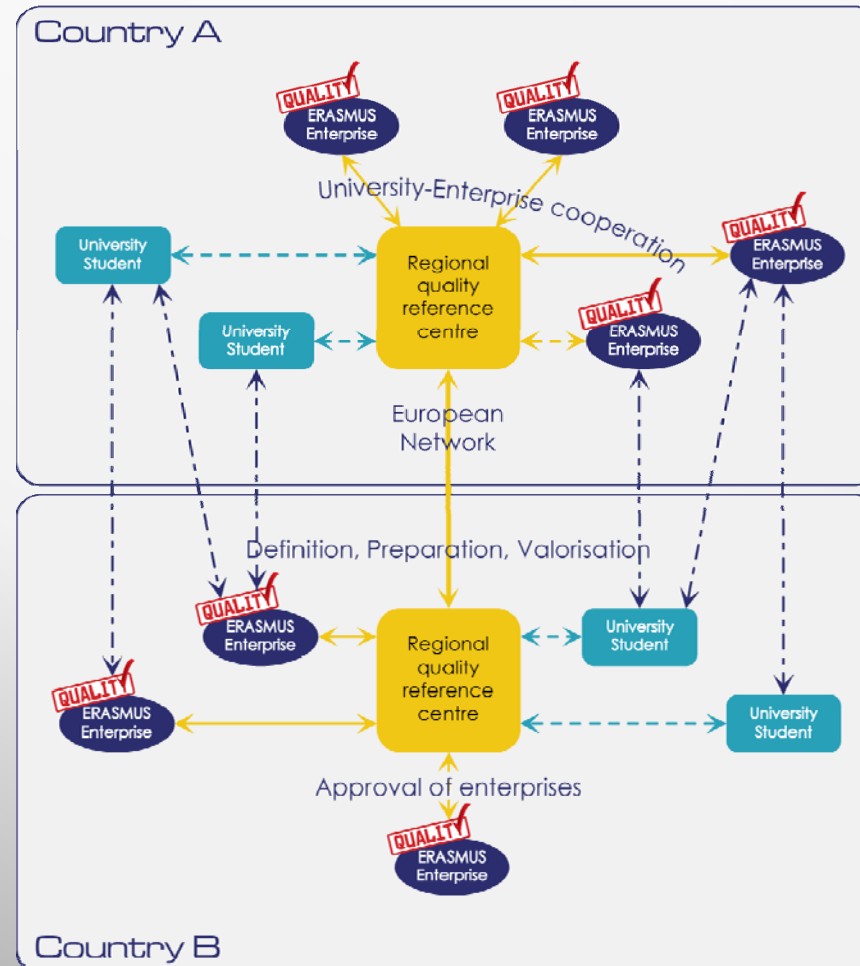 Country A
QUALITY
ERASMUS
Enterprise
QUALITY
ERASMUS
Enterprise
University-Enterprise cooperation
University
Student
Regional
quality
reference
centre
QUALITY
ERASMUS
Enterprise
University
Student
QUALITY
ERASMUS
Enterprise
European
Network
Definition, Preparation, Valorisation
QUALITY
ERASMUS
Enterprise
Regional
quality
reference
centre
University
Student
QUALITY
ERASMUS
Enterprise
University
Student
Approval of enterprises
QUALITY
ERASMUS
Enterprise
Country B